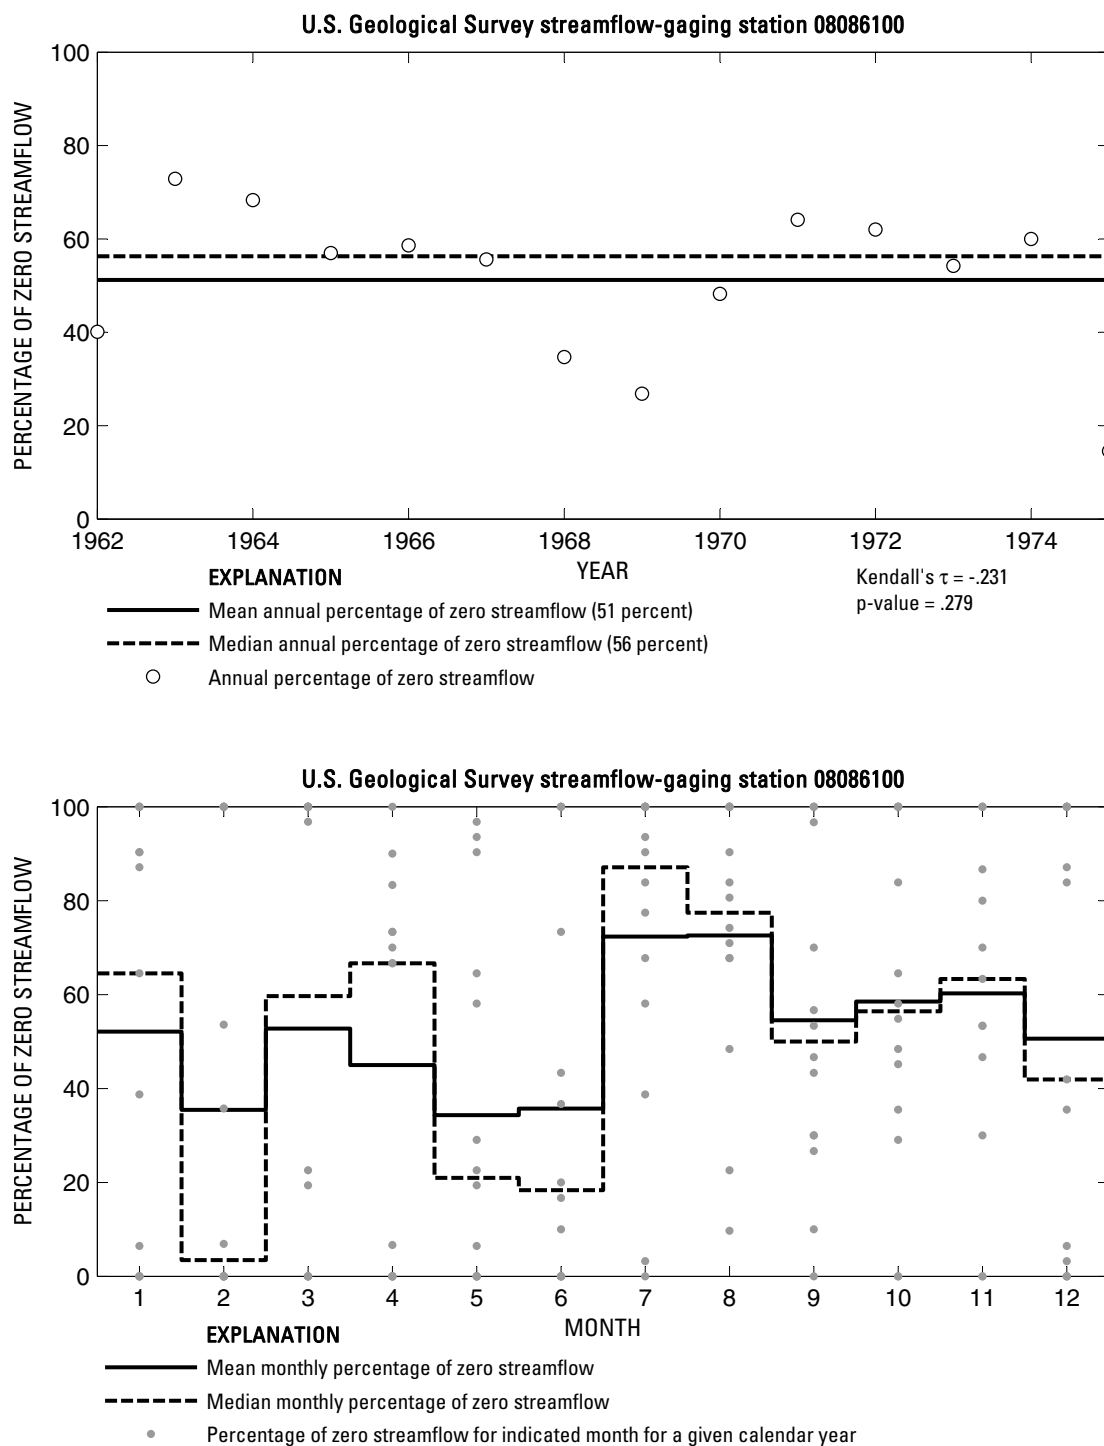 U.S. Geological Survey streamflow-gaging station 08086100
PERCENTAGE OF ZERO STREAMFLOW
100
80
60
40
20
0
1962 1964 1966 1968 1970 1972 1974
YEAR
EXPLANATION
Mean annual percentage of zero streamflow (51 percent)
Median annual percentage of zero streamflow (56 percent)
Annual percentage of zero streamflow
Kendall's τ = -.231
p-value = .279
U.S. Geological Survey streamflow-gaging station 08086100
PERCENTAGE OF ZERO STREAMFLOW
100
80
60
40
20
0
1 2 3 4 5 6 7 8 9 10 11 12
MONTH
EXPLANATION
Mean monthly percentage of zero streamflow
Median monthly percentage of zero streamflow
Percentage of zero streamflow for indicated month for a given calendar year